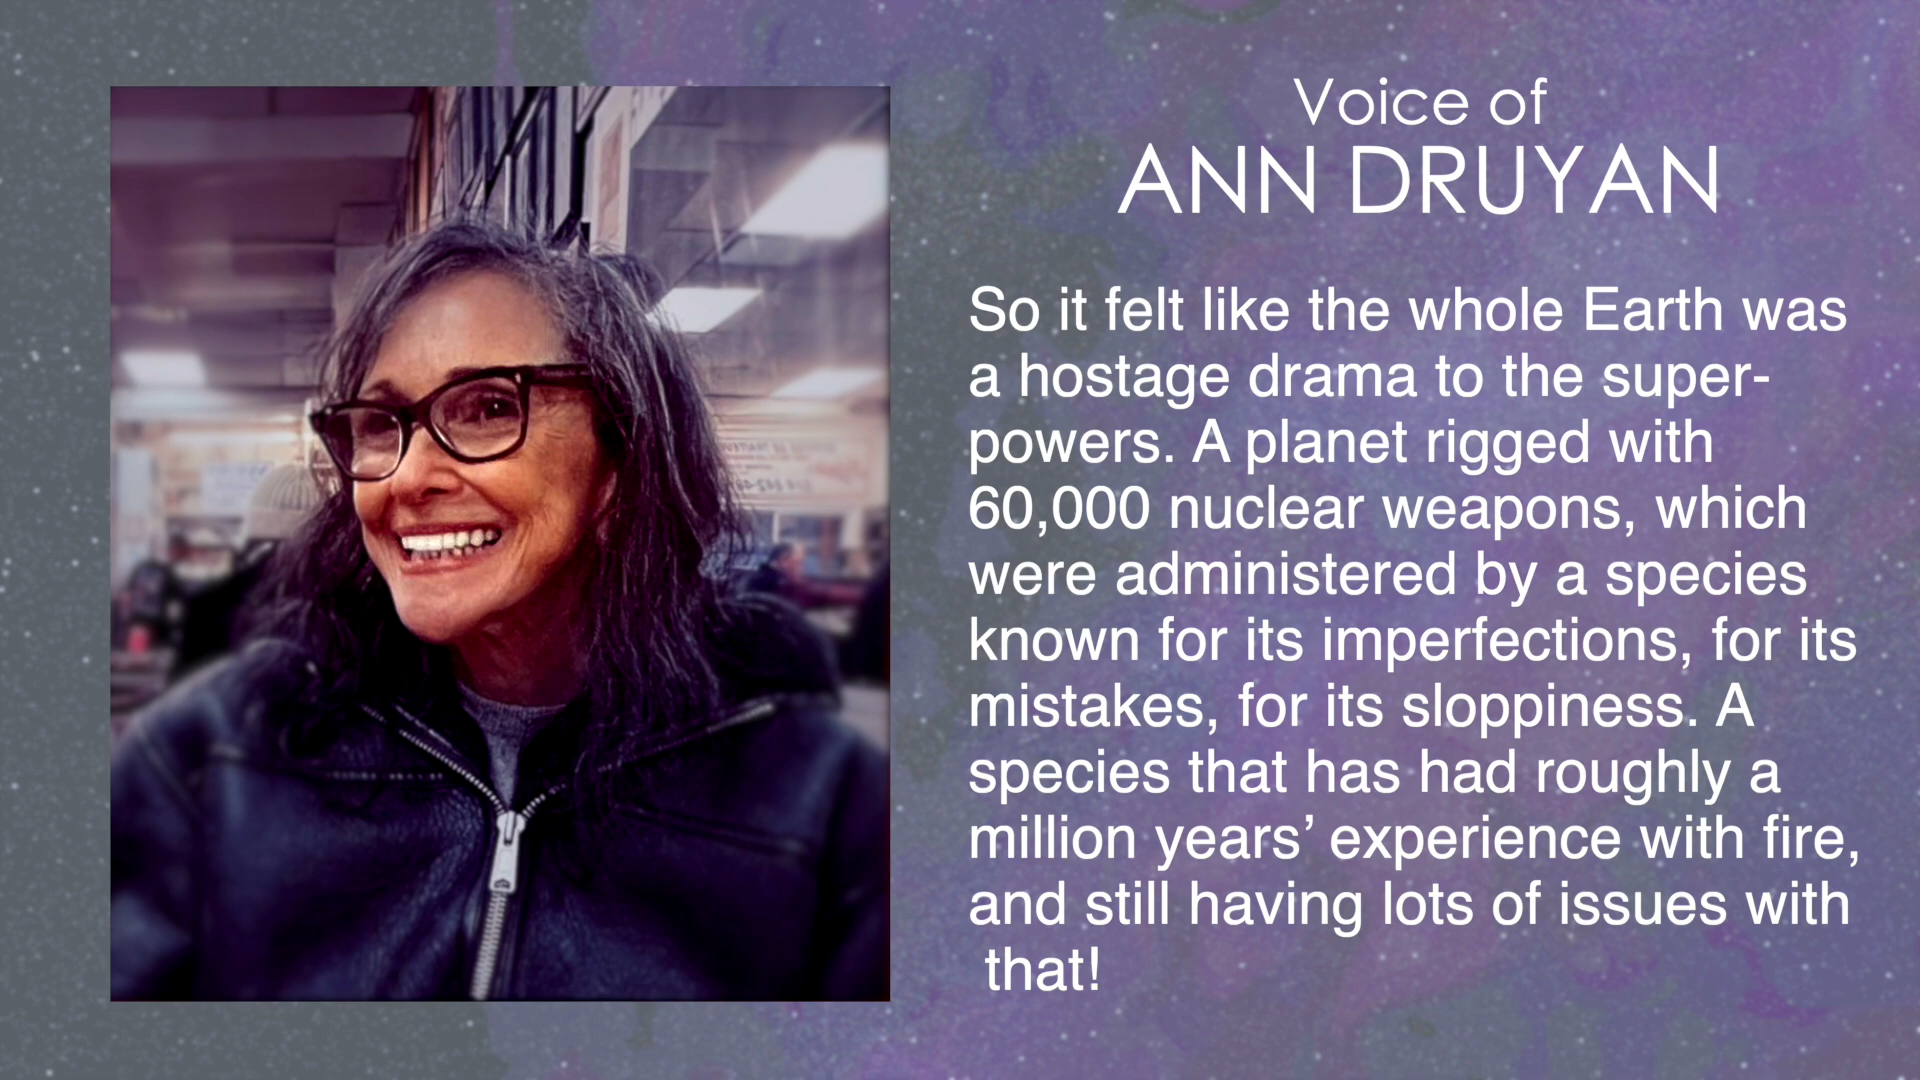 Voice of
ANN DRUYAN
So it felt like the whole Earth was
a hostage drama to the super-
powers. A planet rigged with
60,000 nuclear weapons, which
were administered by a species
known for its imperfections, for its
mistakes, for its sloppiness. A
species that has had roughly a
million years’ experience with fire,
and still having lots of issues with
that!